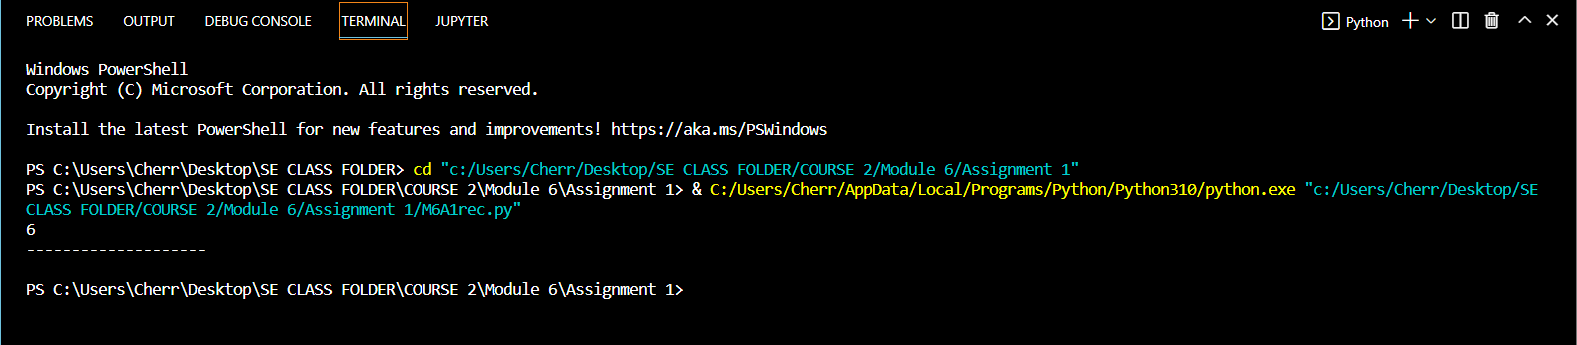 PROBLEMS OUTPUT DEBUG CONSOLE TERMINAL JUPYTER Python
Windows PowerShell
Copyright (C) Microsoft Corporation. All rights reserved.
Install the latest PowerShell for new features and improvements! https://aka.ms/PSWindows
PS C:\Users\Cherr\Desktop\SE CLASS FOLDER> cd "c:/Users/Cherr/Desktop/SE CLASS FOLDER/COURSE 2/Module 6/Assignment 1"
PS C:\Users\Cherr\Desktop\SE CLASS FOLDER\COURSE 2\Module 6\Assignment 1> & C:/Users/Cherr/AppData/Local/Programs/Python/Python310/python.exe "c:/Users/Cherr/Desktop/SE
CLASS FOLDER/COURSE 2/Module 6/Assignment 1/M6A1rec.py"
6
--------------------
PS C:\Users\Cherr\Desktop\SE CLASS FOLDER\COURSE 2\Module 6\Assignment 1>